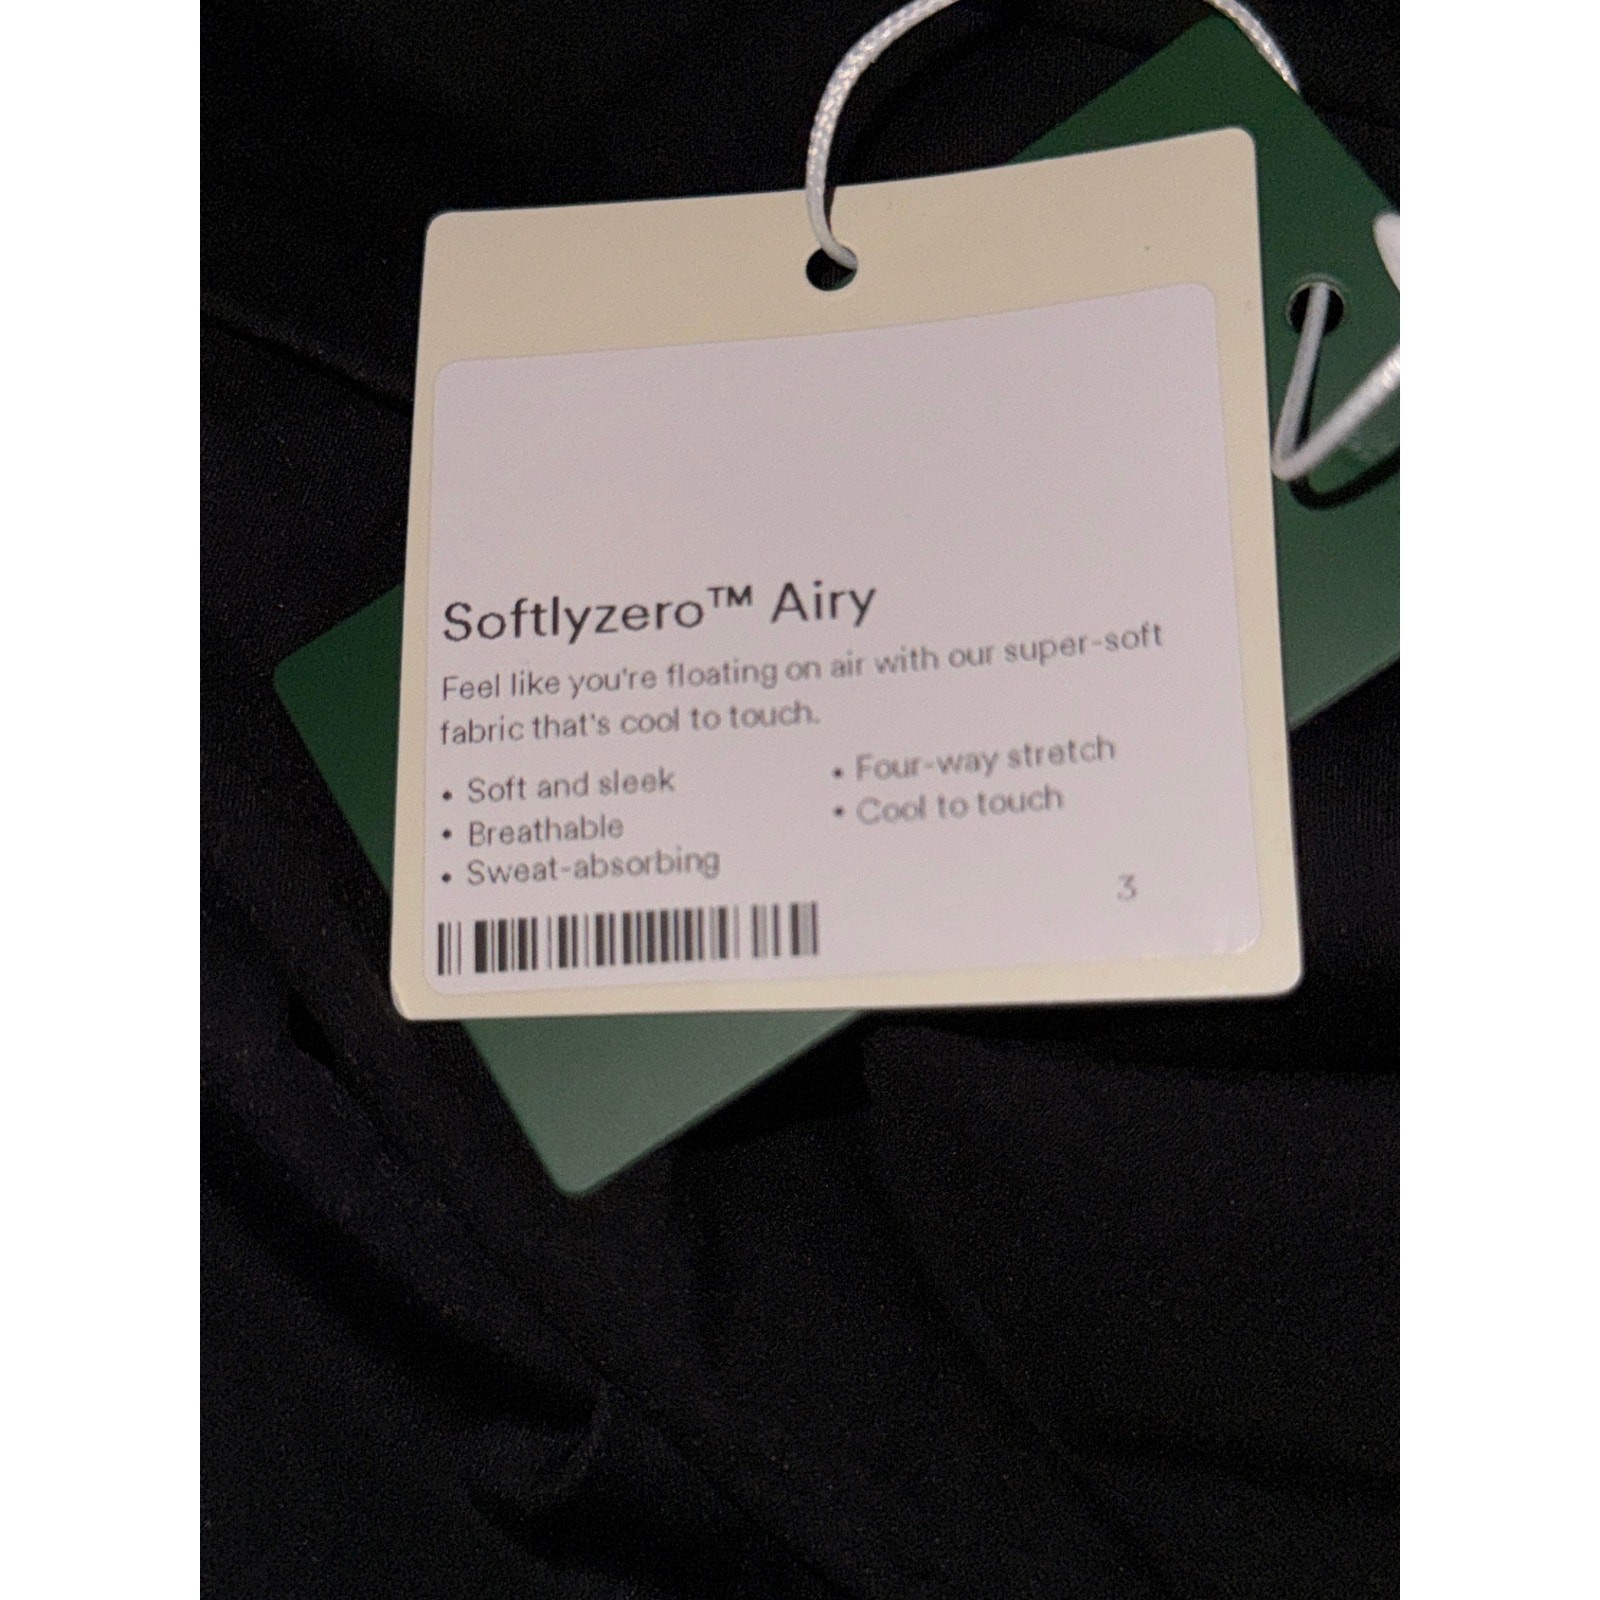 Softlyzero™ Airy
Feel like you're floating on air with our super-soft
fabric that's cool to touch.
• Soft and sleek
• Breathable
• Sweat-absorbing
• Four-way stretch
• Cool to touch
3